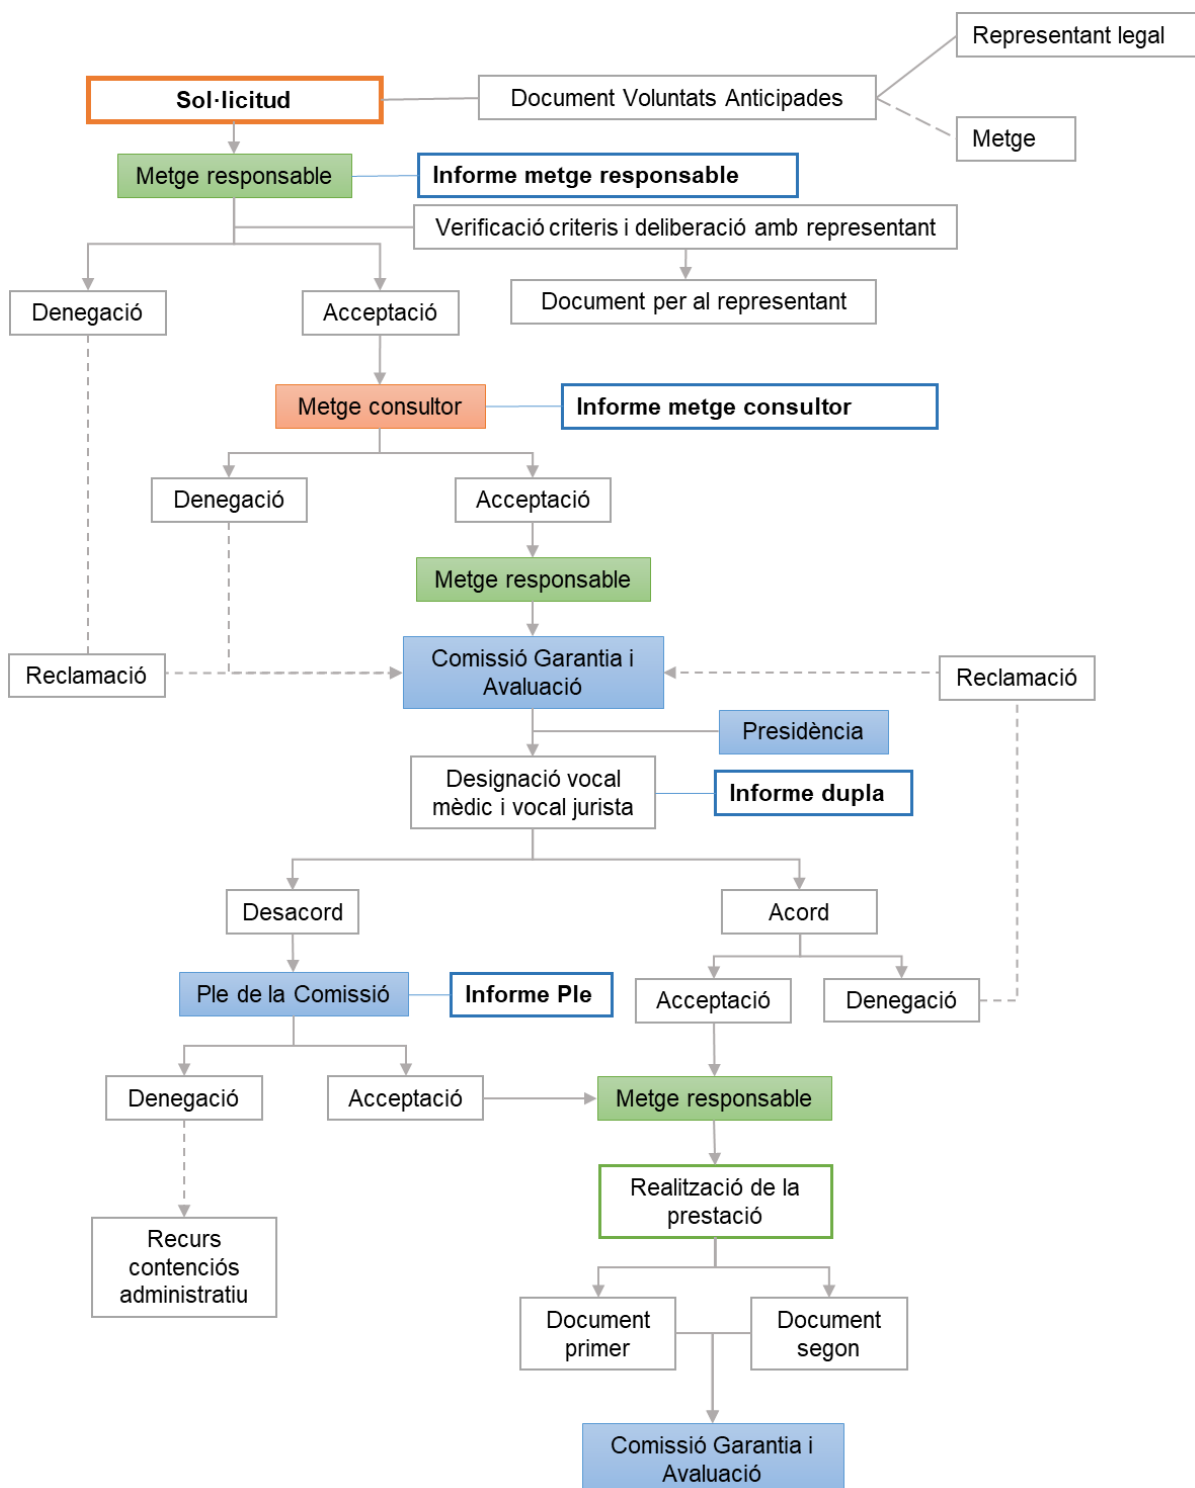 Representant legal
Sol·licitud
Document Voluntats Anticipades
Metge
Metge responsable
Informe metge responsable
Verificació criteris i deliberació amb representant
Denegació
Acceptació
Document per al representant
Metge consultor
Informe metge consultor
Denegació
Acceptació
Metge responsable
Reclamació
Comissió Garantia i
Avaluació
Reclamació
Presidència
Designació vocal
mèdic i vocal jurista
Informe dupla
Desacord
Acord
Ple de la Comissió
Informe Ple
Acceptació
Denegació
Denegació
Acceptació
Metge responsable
Realització de la
prestació
Recurs
contenciós
administratiu
Document
primer
Document
segon
Comissió Garantia i
Avaluació